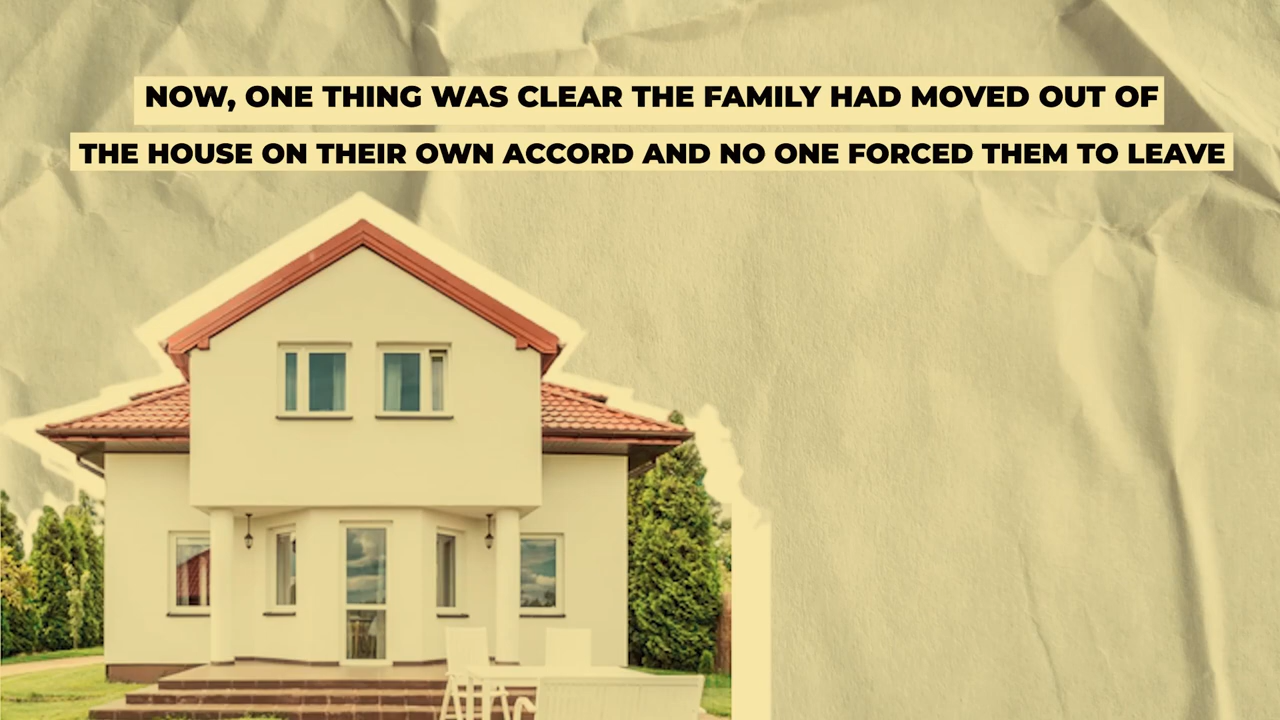 NOW, ONE THING WAS CLEAR THE FAMILY HAD MOVED OUT OF
THE HOUSE ON THEIR OWN ACCORD AND NO ONE FORCED THEM TO LEAVE